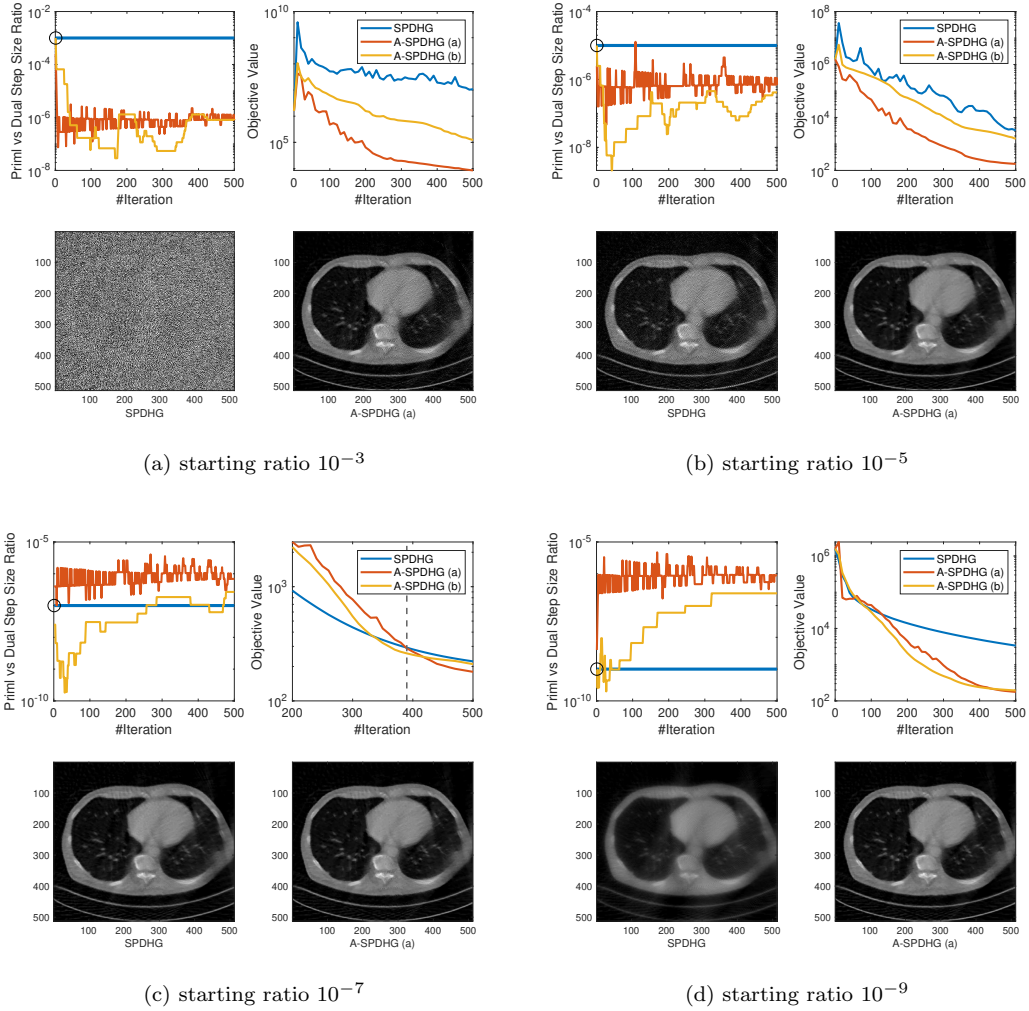 Priml vs Dual Step Size Ratio
10^-2
10^-4
10^-6
10^-8
0 100 200 300 400 500
#Iteration
Objective Value
10^10
10^5
SPDHG
A-SPDHG (a)
A-SPDHG (b)
0 100 200 300 400 500
#Iteration
100
200
300
400
500
100 200 300 400 500
SPDHG
100
200
300
400
500
100 200 300 400 500
A-SPDHG (a)
(a) starting ratio 10^−3
Priml vs Dual Step Size Ratio
10^-4
10^-6
10^-8
0 100 200 300 400 500
#Iteration
Objective Value
10^8
10^6
10^4
10^2
SPDHG
A-SPDHG (a)
A-SPDHG (b)
0 100 200 300 400 500
#Iteration
100
200
300
400
500
100 200 300 400 500
SPDHG
100
200
300
400
500
100 200 300 400 500
A-SPDHG (a)
(b) starting ratio 10^−5
Priml vs Dual Step Size Ratio
10^-5
10^-10
0 100 200 300 400 500
#Iteration
Objective Value
10^3
10^2
SPDHG
A-SPDHG (a)
A-SPDHG (b)
200 300 400 500
#Iteration
100
200
300
400
500
100 200 300 400 500
SPDHG
100
200
300
400
500
100 200 300 400 500
A-SPDHG (a)
(c) starting ratio 10^−7
Priml vs Dual Step Size Ratio
10^-5
10^-10
0 100 200 300 400 500
#Iteration
Objective Value
10^6
10^4
10^2
SPDHG
A-SPDHG (a)
A-SPDHG (b)
0 100 200 300 400 500
#Iteration
100
200
300
400
500
100 200 300 400 500
SPDHG
100
200
300
400
500
100 200 300 400 500
A-SPDHG (a)
(d) starting ratio 10^−9